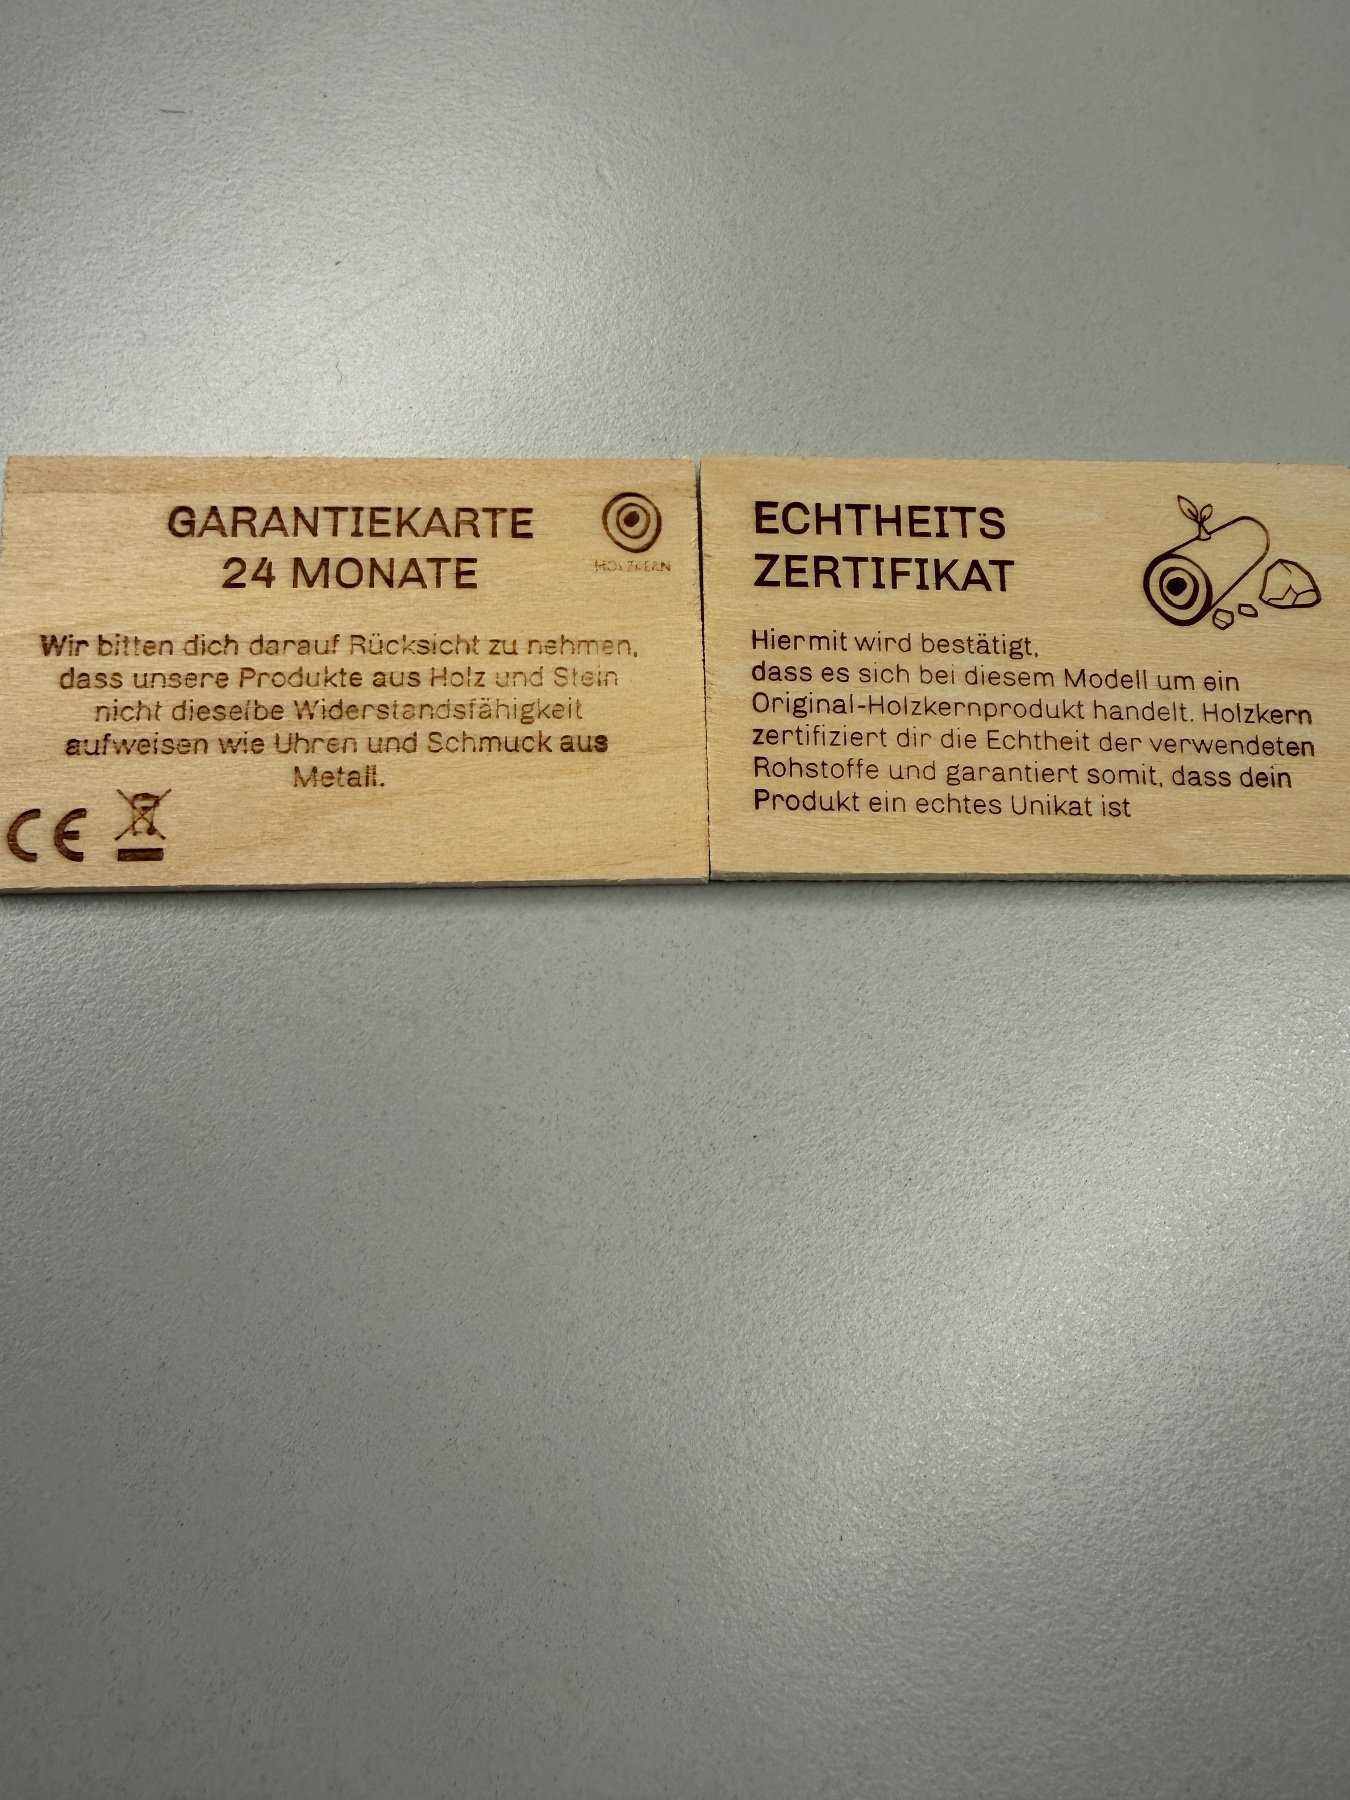 GARANTIEKARTE
24 MONATE
HOLZKERN
Wir bitten dich darauf Rücksicht zu nehmen,
dass unsere Produkte aus Holz und Stein
nicht dieselbe Widerstandsfähigkeit
aufweisen wie Uhren und Schmuck aus
Metall.
CE
ECHTHEITS
ZERTIFIKAT
Hiermit wird bestätigt,
dass es sich bei diesem Modell um ein
Original-Holzkernprodukt handelt. Holzkern
zertifiziert dir die Echtheit der verwendeten
Rohstoffe und garantiert somit, dass dein
Produkt ein echtes Unikat ist